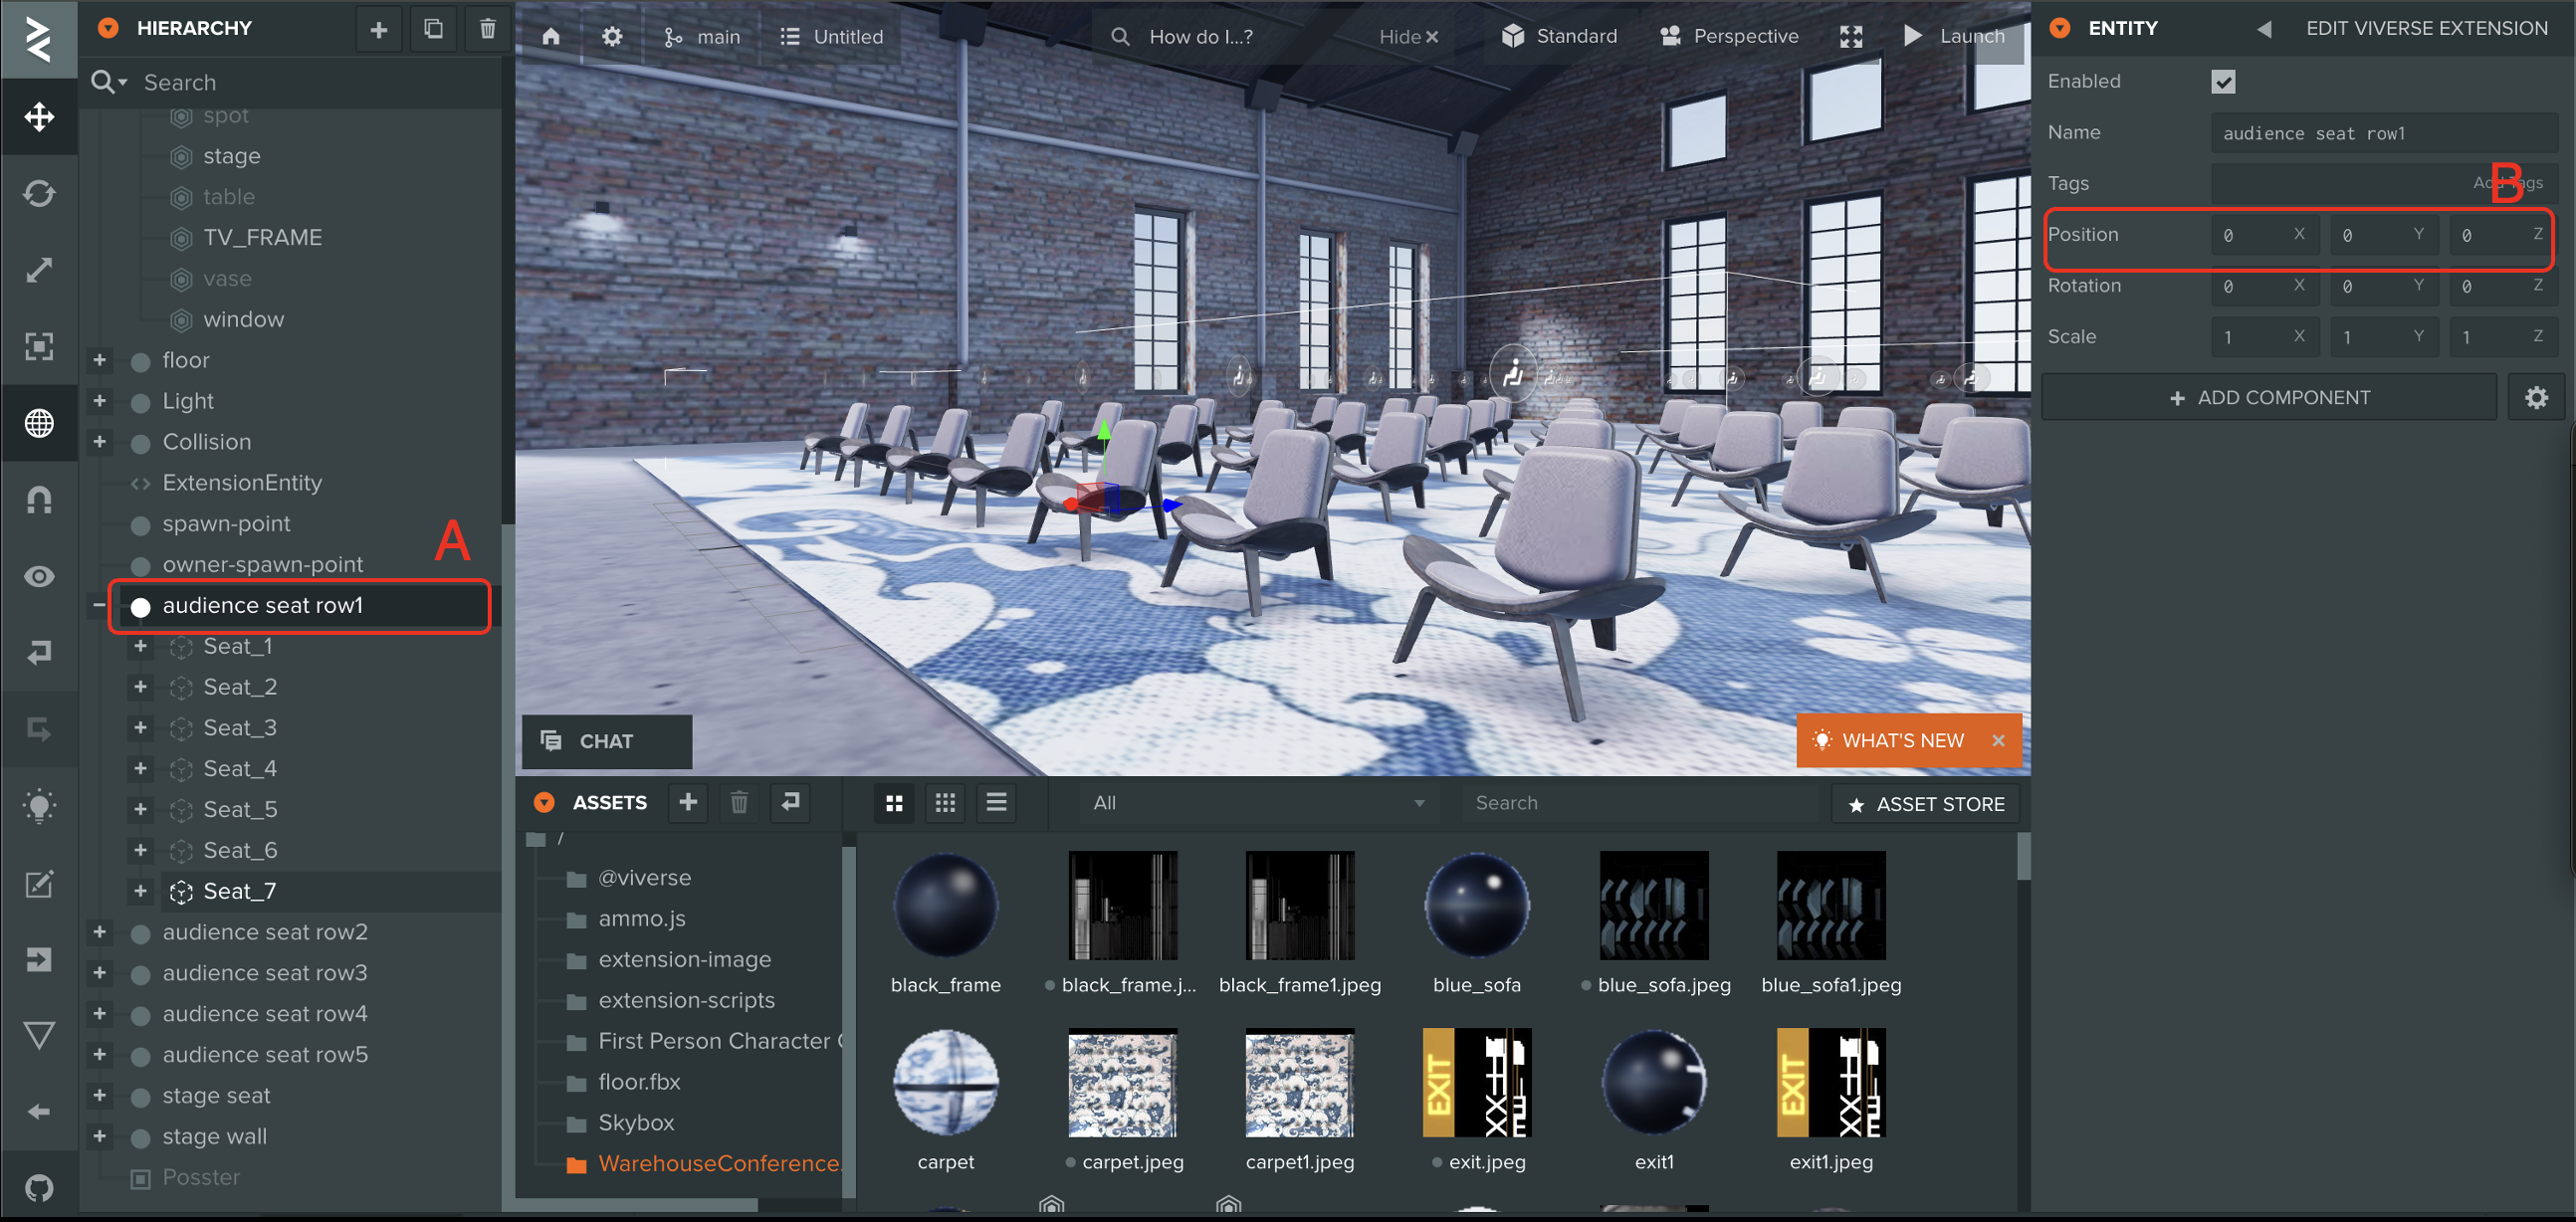 HIERARCHY
Search
spot
stage
table
TV_FRAME
vase
window
floor
Light
Collision
ExtensionEntity
spawn-point
owner-spawn-point
A
audience seat row1
Seat_1
Seat_2
Seat_3
Seat_4
Seat_5
Seat_6
Seat_7
audience seat row2
audience seat row3
audience seat row4
audience seat row5
stage seat
stage wall
Posster
main
Untitled
How do I...?
Hide
Standard
Perspective
Launch
CHAT
WHAT'S NEW
ASSETS
All
Search
ASSET STORE
/
@viverse
ammo.js
extension-image
extension-scripts
First Person Character
floor.fbx
Skybox
WarehouseConference.
black_frame
black_frame.j...
black_frame1.jpeg
blue_sofa
blue_sofa.jpeg
blue_sofa1.jpeg
carpet
carpet.jpeg
carpet1.jpeg
EXIT
exit.jpeg
exit1
EXIT
exit1.jpeg
ENTITY
EDIT VIVERSE EXTENSION
Enabled
Name audience seat row1
Tags Add Tags
B
Position 0 X 0 Y 0 Z
Rotation 0 X 0 Y 0 Z
Scale 1 X 1 Y 1 Z
ADD COMPONENT